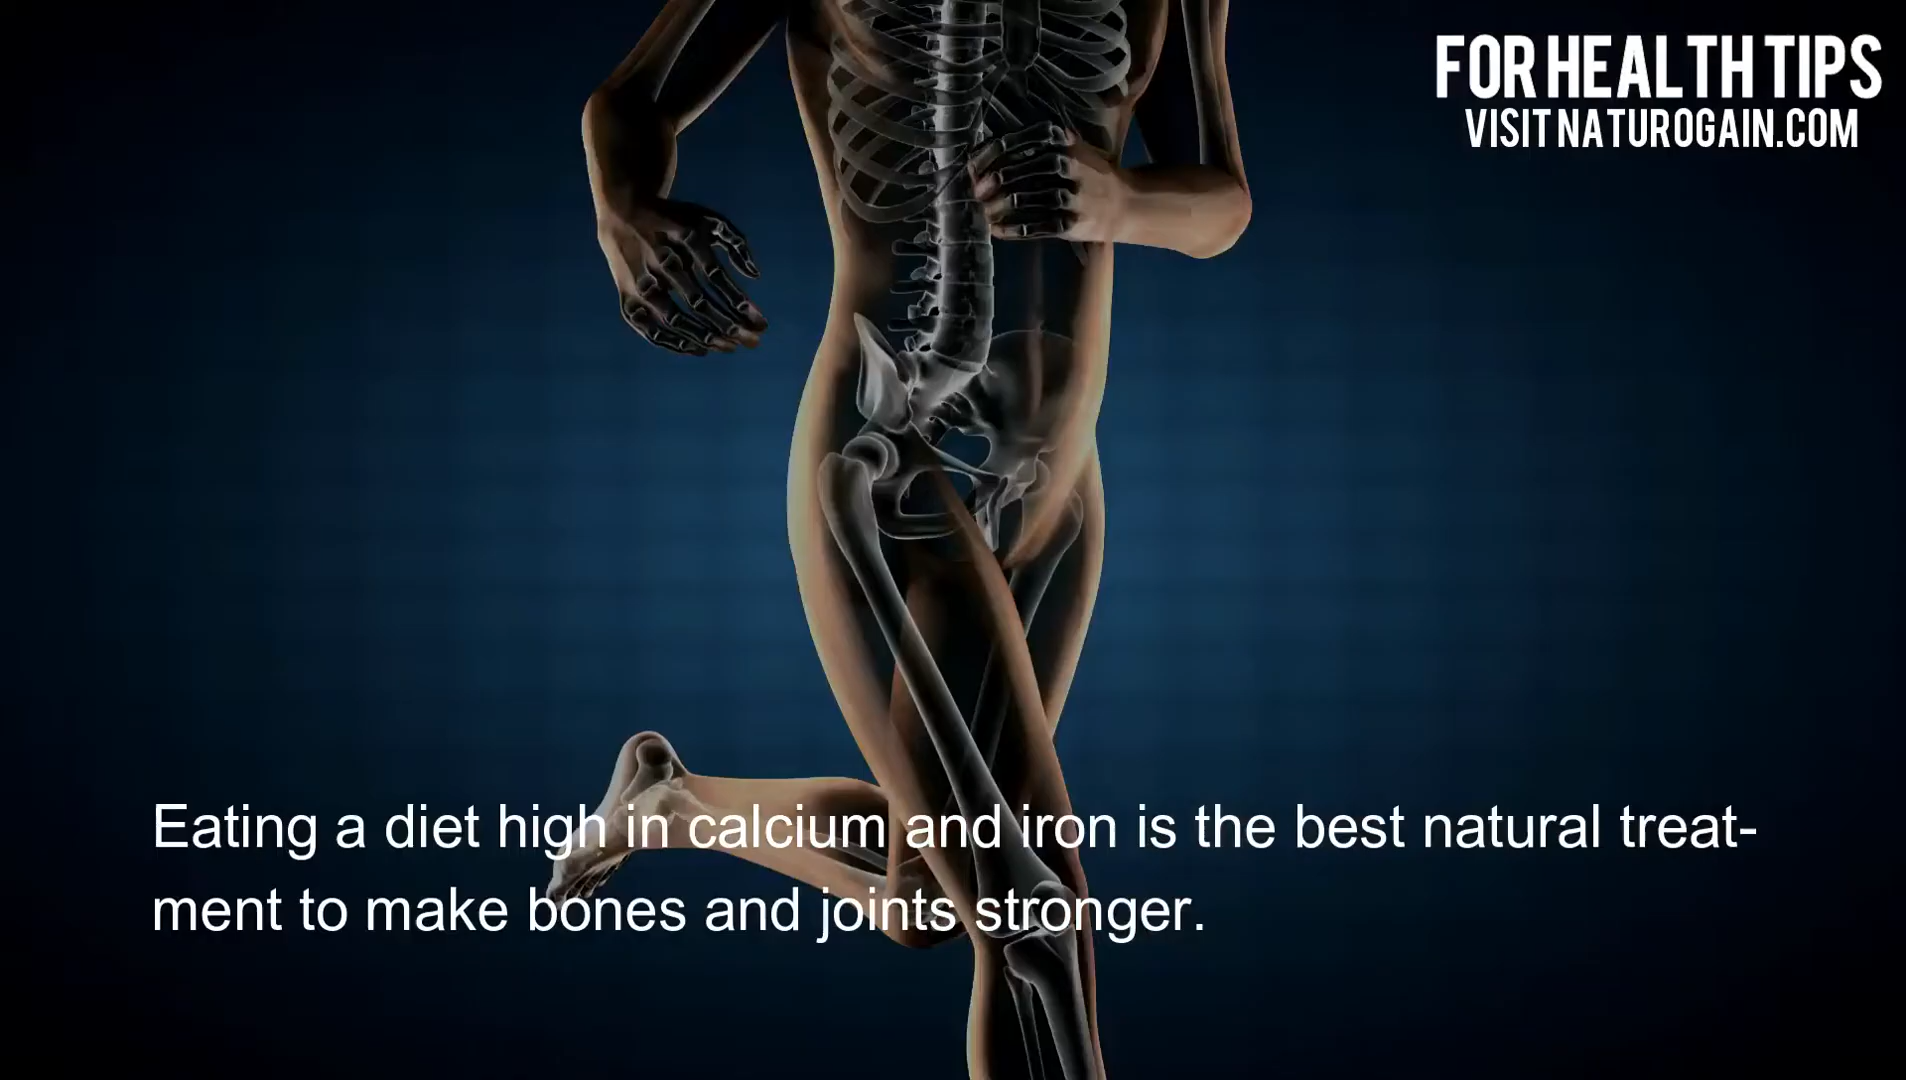 FOR HEALTH TIPS
VISIT NATUROGAIN.COM
Eating a diet high in calcium and iron is the best natural treat-
ment to make bones and joints stronger.